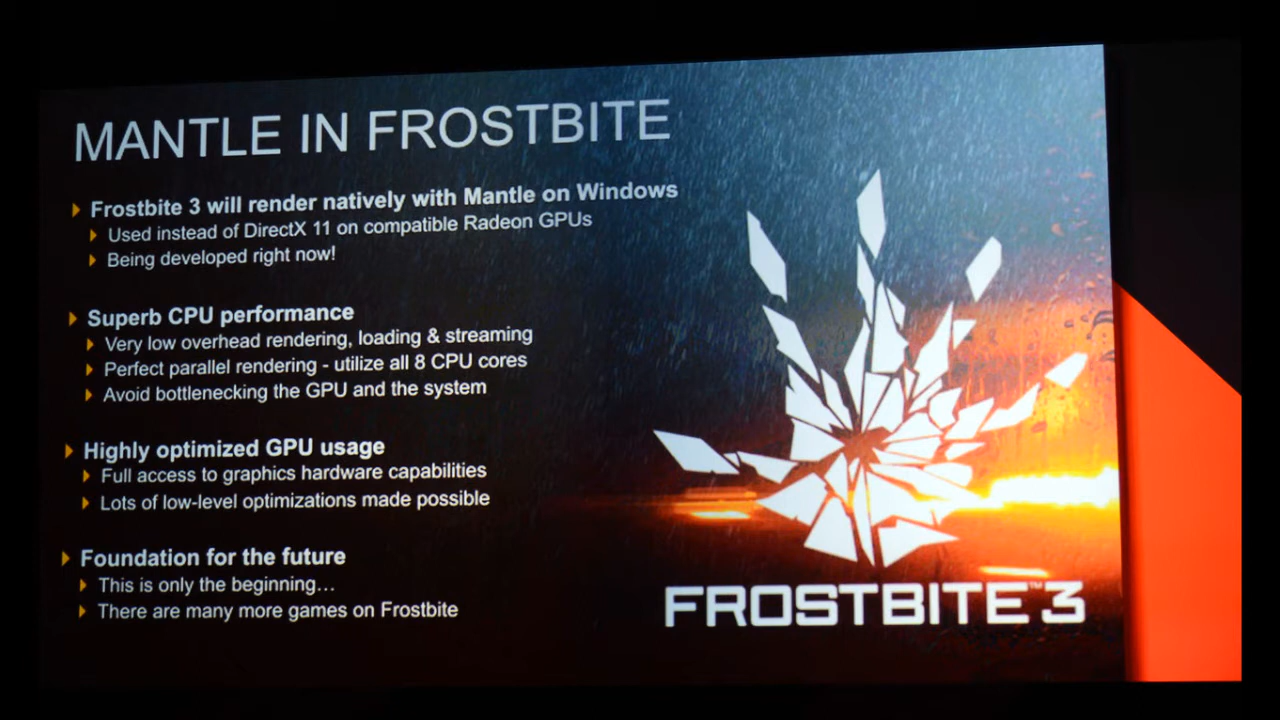 MANTLE IN FROSTBITE
Frostbite 3 will render natively with Mantle on Windows
Used instead of DirectX 11 on compatible Radeon GPUs
Being developed right now!
Superb CPU performance
Very low overhead rendering, loading & streaming
Perfect parallel rendering - utilize all 8 CPU cores
Avoid bottlenecking the GPU and the system
Highly optimized GPU usage
Full access to graphics hardware capabilities
Lots of low-level optimizations made possible
Foundation for the future
This is only the beginning…
There are many more games on Frostbite
FROSTBITE™3